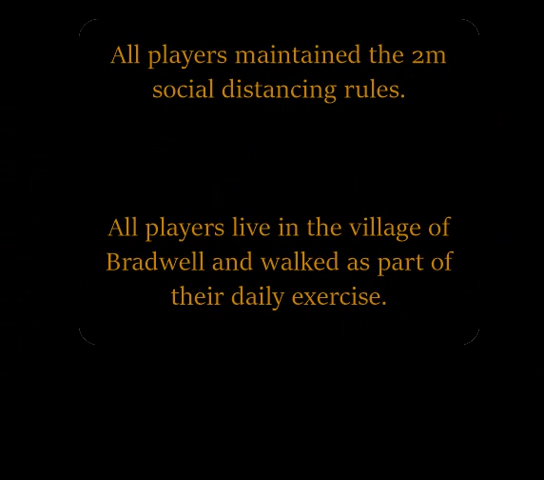 All players maintained the 2m
social distancing rules.
All players live in the village of
Bradwell and walked as part of
their daily exercise.